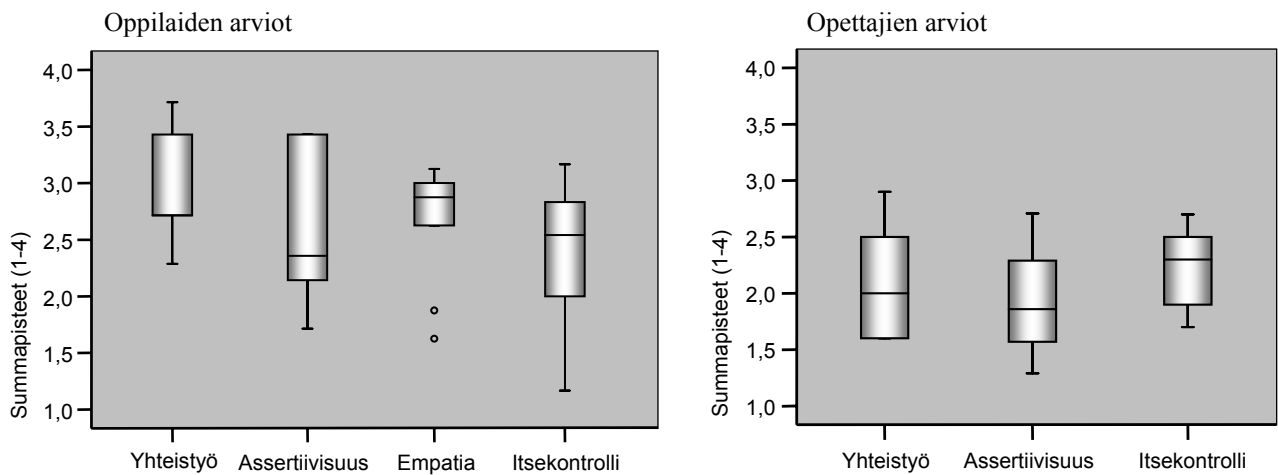 Oppilaiden arviot
Summapisteet (1-4)
4,0
3,5
3,0
2,5
2,0
1,5
1,0
Yhteistyö Assertiivisuus Empatia Itsekontrolli
Opettajien arviot
Summapisteet (1-4)
4,0
3,5
3,0
2,5
2,0
1,5
1,0
Yhteistyö Assertiivisuus Itsekontrolli